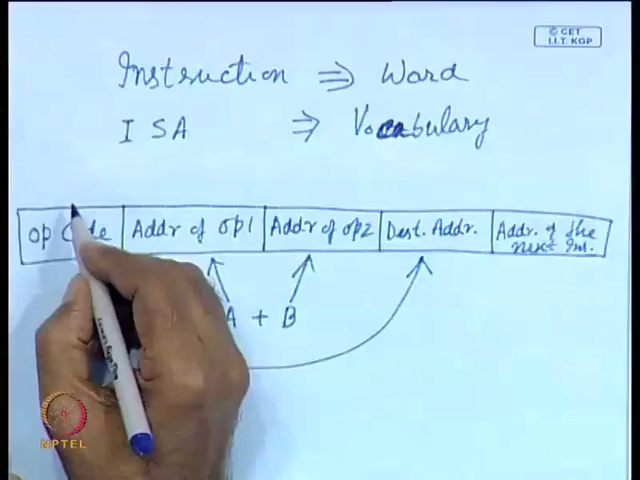 © CET
I.I.T. KGP
Instruction ⇒ Word
ISA ⇒ Vocabulary
Op Code Addr of Op1 Addr of Op2 Dest. Addr. Addr. of the next Ins.
A + B
NPTEL